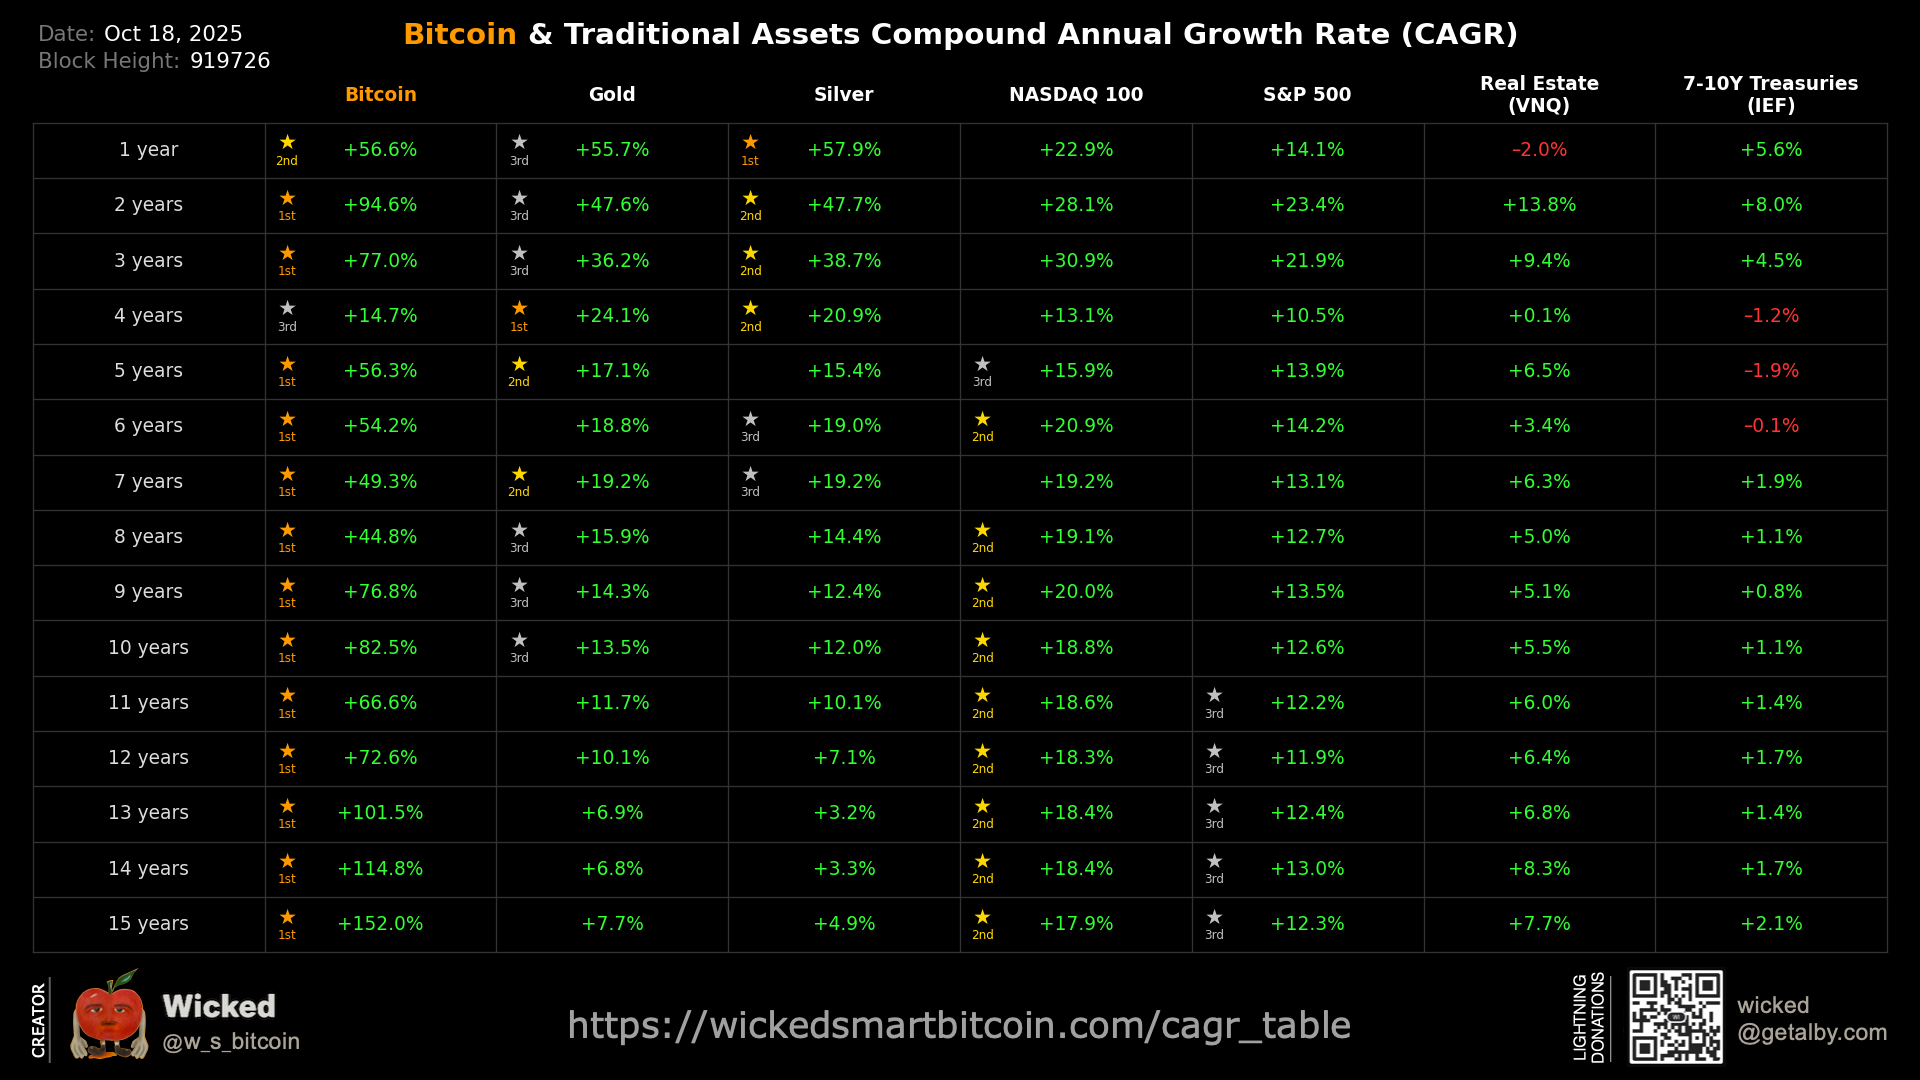 Date: Oct 18, 2025
Block Height: 919726
Bitcoin & Traditional Assets Compound Annual Growth Rate (CAGR)
Bitcoin Gold Silver NASDAQ 100 S&P 500 Real Estate (VNQ) 7-10Y Treasuries (IEF)
1 year ★ 2nd +56.6% ★ 3rd +55.7% ★ 1st +57.9% +22.9% +14.1% –2.0% +5.6%
2 years ★ 1st +94.6% ★ 3rd +47.6% ★ 2nd +47.7% +28.1% +23.4% +13.8% +8.0%
3 years ★ 1st +77.0% ★ 3rd +36.2% ★ 2nd +38.7% +30.9% +21.9% +9.4% +4.5%
4 years ★ 3rd +14.7% ★ 1st +24.1% ★ 2nd +20.9% +13.1% +10.5% +0.1% –1.2%
5 years ★ 1st +56.3% ★ 2nd +17.1% +15.4% ★ 3rd +15.9% +13.9% +6.5% –1.9%
6 years ★ 1st +54.2% +18.8% ★ 3rd +19.0% ★ 2nd +20.9% +14.2% +3.4% –0.1%
7 years ★ 1st +49.3% ★ 2nd +19.2% ★ 3rd +19.2% +19.2% +13.1% +6.3% +1.9%
8 years ★ 1st +44.8% ★ 3rd +15.9% +14.4% ★ 2nd +19.1% +12.7% +5.0% +1.1%
9 years ★ 1st +76.8% ★ 3rd +14.3% +12.4% ★ 2nd +20.0% +13.5% +5.1% +0.8%
10 years ★ 1st +82.5% ★ 3rd +13.5% +12.0% ★ 2nd +18.8% +12.6% +5.5% +1.1%
11 years ★ 1st +66.6% +11.7% +10.1% ★ 2nd +18.6% ★ 3rd +12.2% +6.0% +1.4%
12 years ★ 1st +72.6% +10.1% +7.1% ★ 2nd +18.3% ★ 3rd +11.9% +6.4% +1.7%
13 years ★ 1st +101.5% +6.9% +3.2% ★ 2nd +18.4% ★ 3rd +12.4% +6.8% +1.4%
14 years ★ 1st +114.8% +6.8% +3.3% ★ 2nd +18.4% ★ 3rd +13.0% +8.3% +1.7%
15 years ★ 1st +152.0% +7.7% +4.9% ★ 2nd +17.9% ★ 3rd +12.3% +7.7% +2.1%
CREATOR
Wicked
@w_s_bitcoin
https://wickedsmartbitcoin.com/cagr_table
LIGHTNING
DONATIONS
wicked
@getalby.com